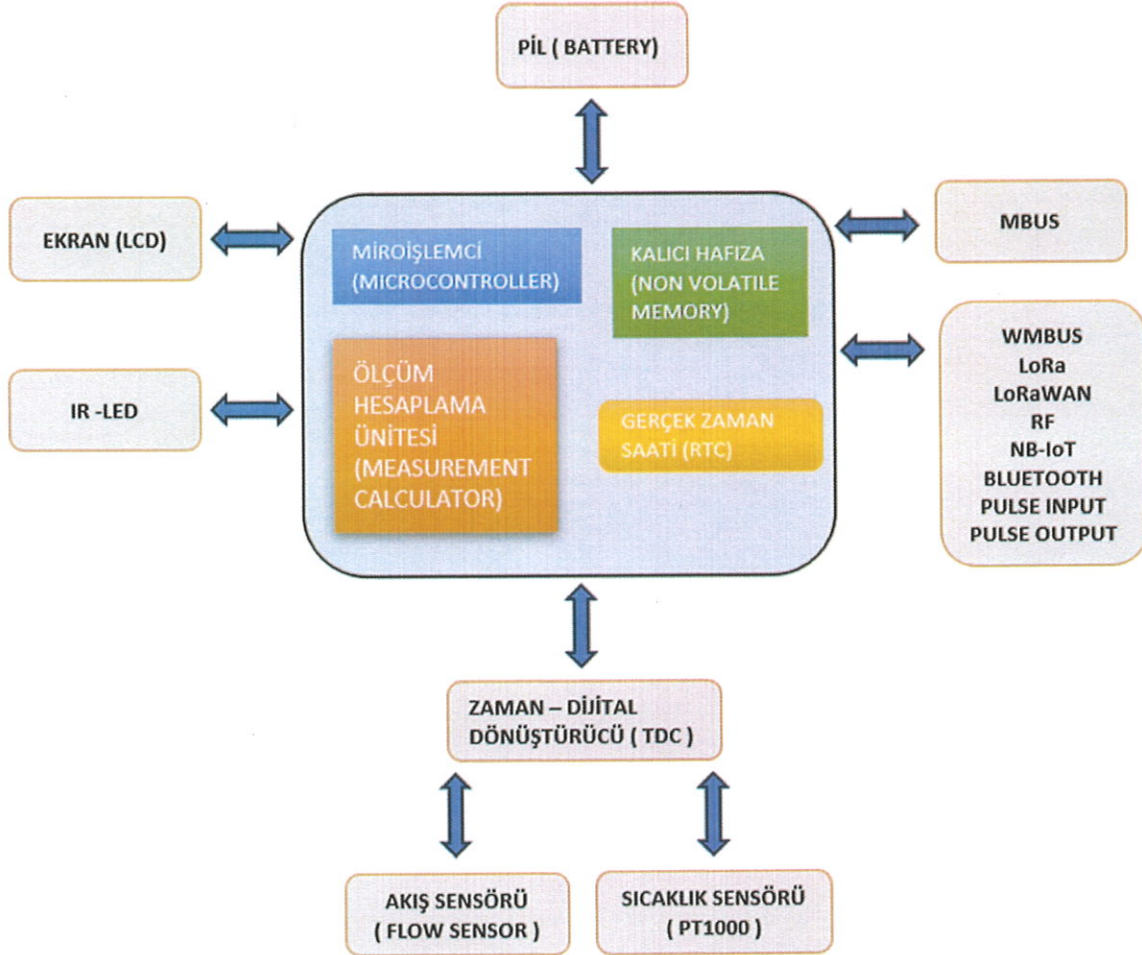 PİL ( BATTERY)
EKRAN (LCD)
MBUS
MİROİŞLEMCİ
(MICROCONTROLLER)
KALICI HAFIZA
(NON VOLATILE
MEMORY)
IR -LED
ÖLÇÜM
HESAPLAMA
ÜNİTESİ
(MEASUREMENT
CALCULATOR)
GERÇEK ZAMAN
SAATİ (RTC)
WMBUS
LoRa
LoRaWAN
RF
NB-IoT
BLUETOOTH
PULSE INPUT
PULSE OUTPUT
ZAMAN – DİJİTAL
DÖNÜŞTÜRÜCÜ ( TDC )
AKIŞ SENSÖRÜ
( FLOW SENSOR )
SICAKLIK SENSÖRÜ
( PT1000 )